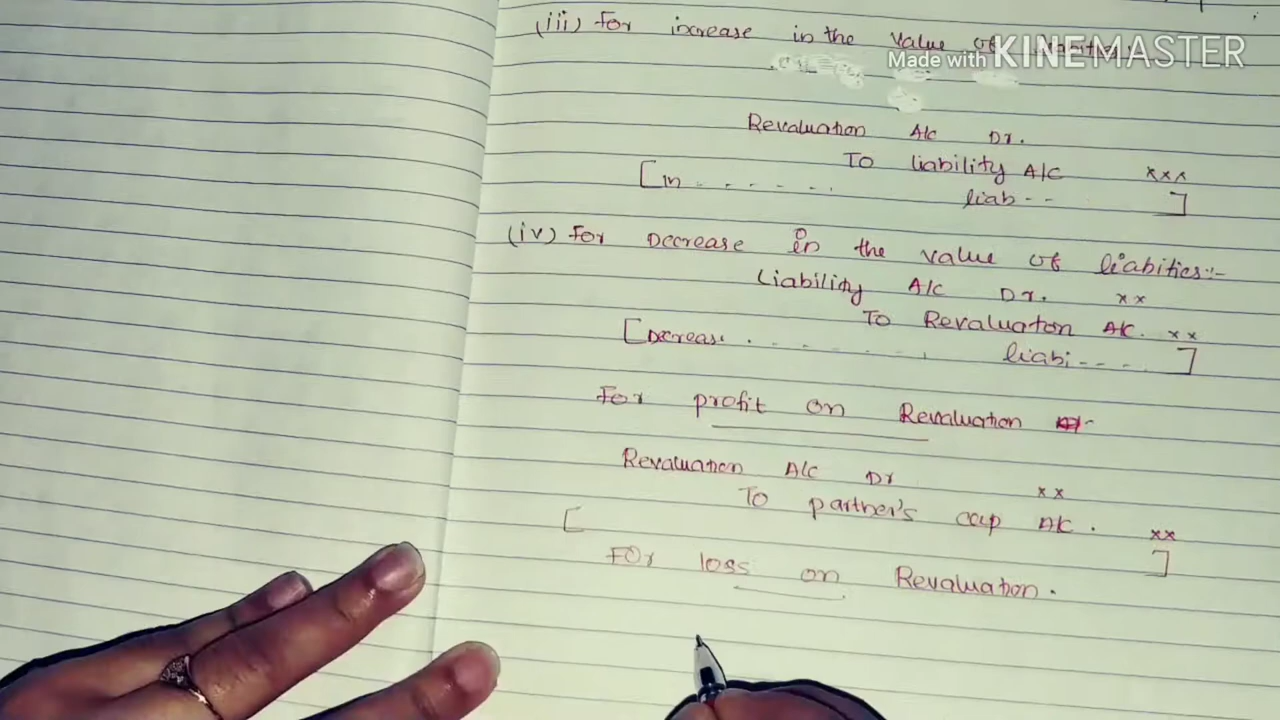 (iii) For increase in the value of
Made with KINEMASTER
Revaluation A/c Dr.
To liability A/c xxx
[In - - - - - - liab - - ]
(iv) For Decrease in the value of liabities:-
Liability A/c Dr. xx
To Revaluaton A/c. xx
[Decreas. - - - - - - liabi - - - - ]
For profit on Revaluation
Revaluation A/c Dr xx
To partner's cap A/c. xx
[ ]
For loss on Revaluation.